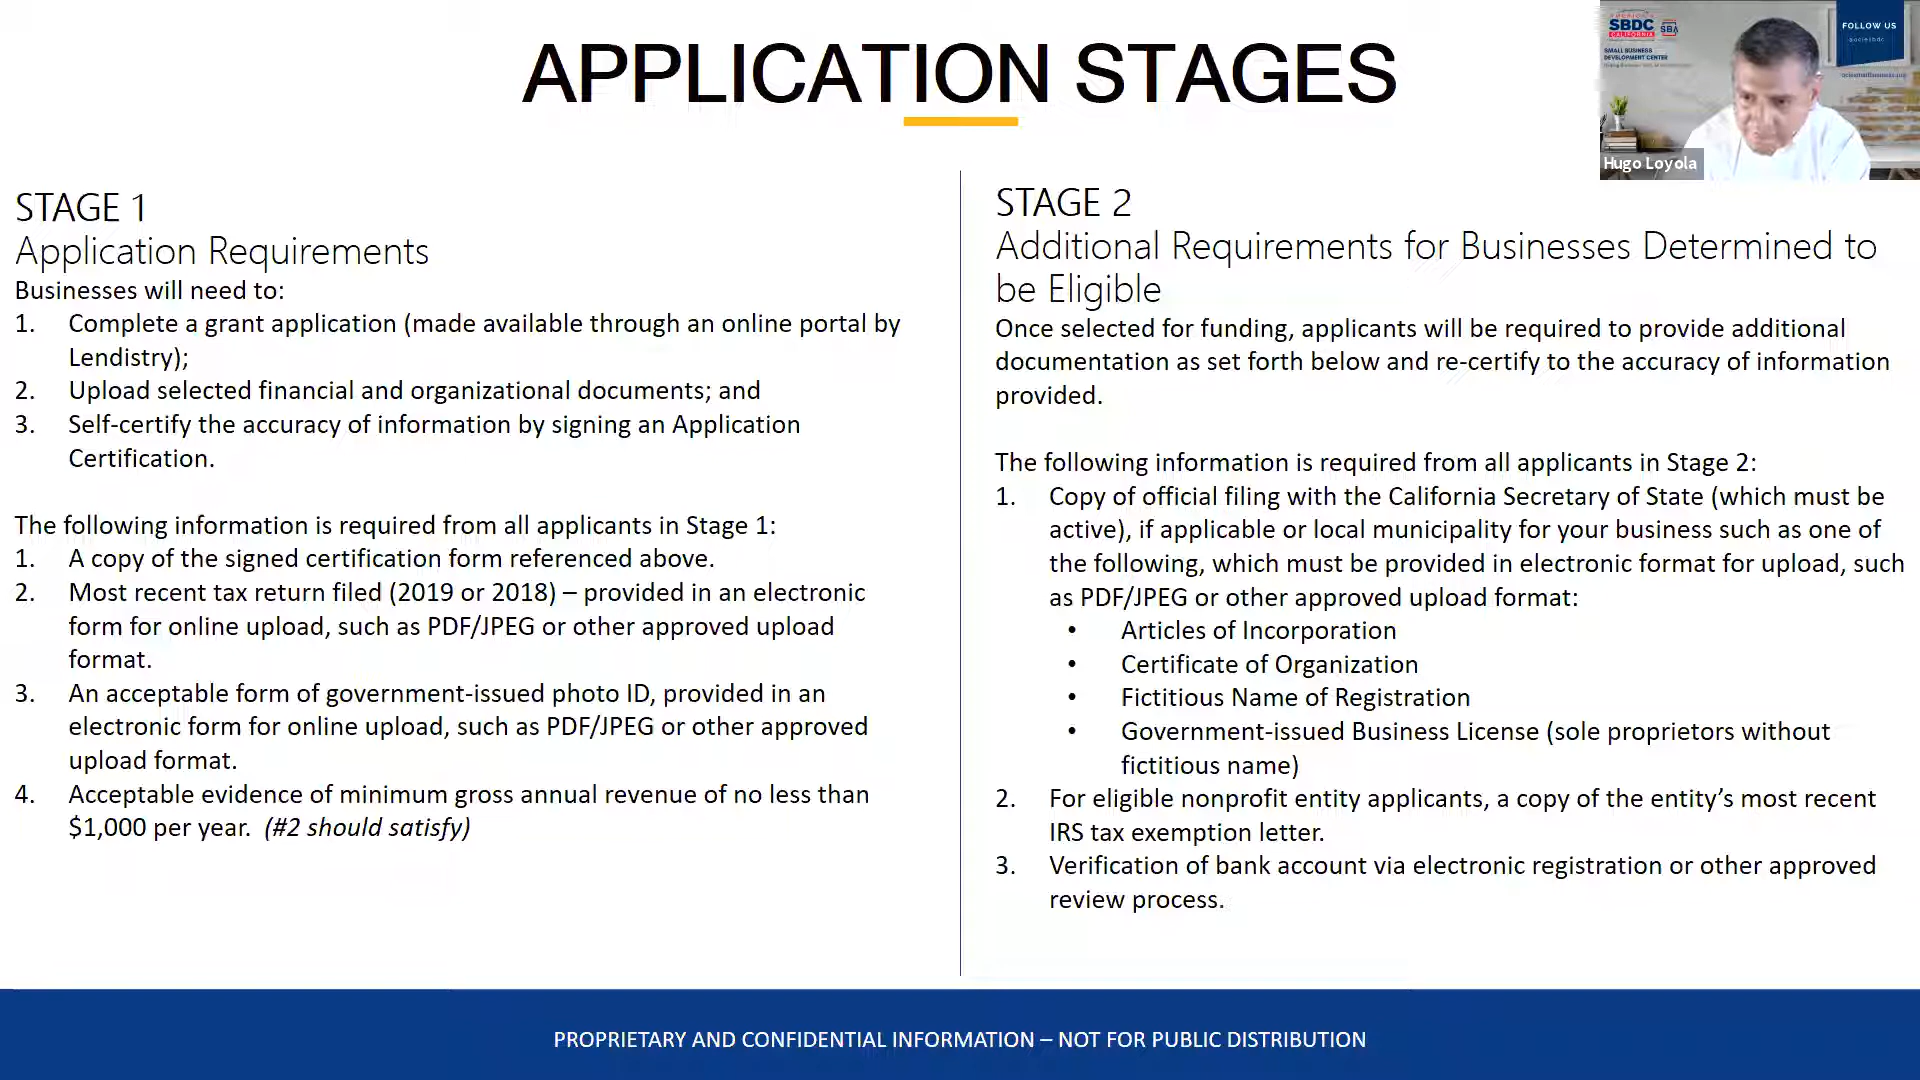 APPLICATION STAGES
SBDC
CALIFORNIA
SBA
SMALL BUSINESS
DEVELOPMENT CENTER
FOLLOW US
Hugo Loyola
STAGE 1
Application Requirements
Businesses will need to:
1. Complete a grant application (made available through an online portal by
Lendistry);
2. Upload selected financial and organizational documents; and
3. Self-certify the accuracy of information by signing an Application
Certification.
The following information is required from all applicants in Stage 1:
1. A copy of the signed certification form referenced above.
2. Most recent tax return filed (2019 or 2018) – provided in an electronic
form for online upload, such as PDF/JPEG or other approved upload
format.
3. An acceptable form of government-issued photo ID, provided in an
electronic form for online upload, such as PDF/JPEG or other approved
upload format.
4. Acceptable evidence of minimum gross annual revenue of no less than
$1,000 per year. (#2 should satisfy)
STAGE 2
Additional Requirements for Businesses Determined to
be Eligible
Once selected for funding, applicants will be required to provide additional
documentation as set forth below and re-certify to the accuracy of information
provided.
The following information is required from all applicants in Stage 2:
1. Copy of official filing with the California Secretary of State (which must be
active), if applicable or local municipality for your business such as one of
the following, which must be provided in electronic format for upload, such
as PDF/JPEG or other approved upload format:
• Articles of Incorporation
• Certificate of Organization
• Fictitious Name of Registration
• Government-issued Business License (sole proprietors without
fictitious name)
2. For eligible nonprofit entity applicants, a copy of the entity’s most recent
IRS tax exemption letter.
3. Verification of bank account via electronic registration or other approved
review process.
PROPRIETARY AND CONFIDENTIAL INFORMATION – NOT FOR PUBLIC DISTRIBUTION